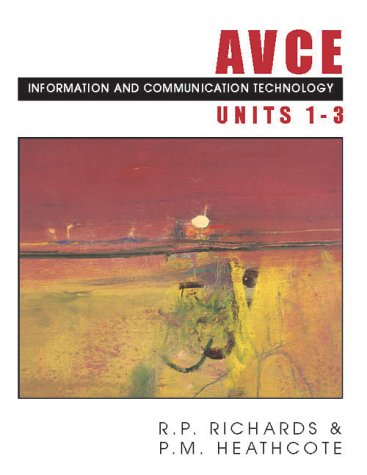 AVCE
INFORMATION AND COMMUNICATION TECHNOLOGY
UNITS 1-3
R.P. RICHARDS &
P.M. HEATHCOTE